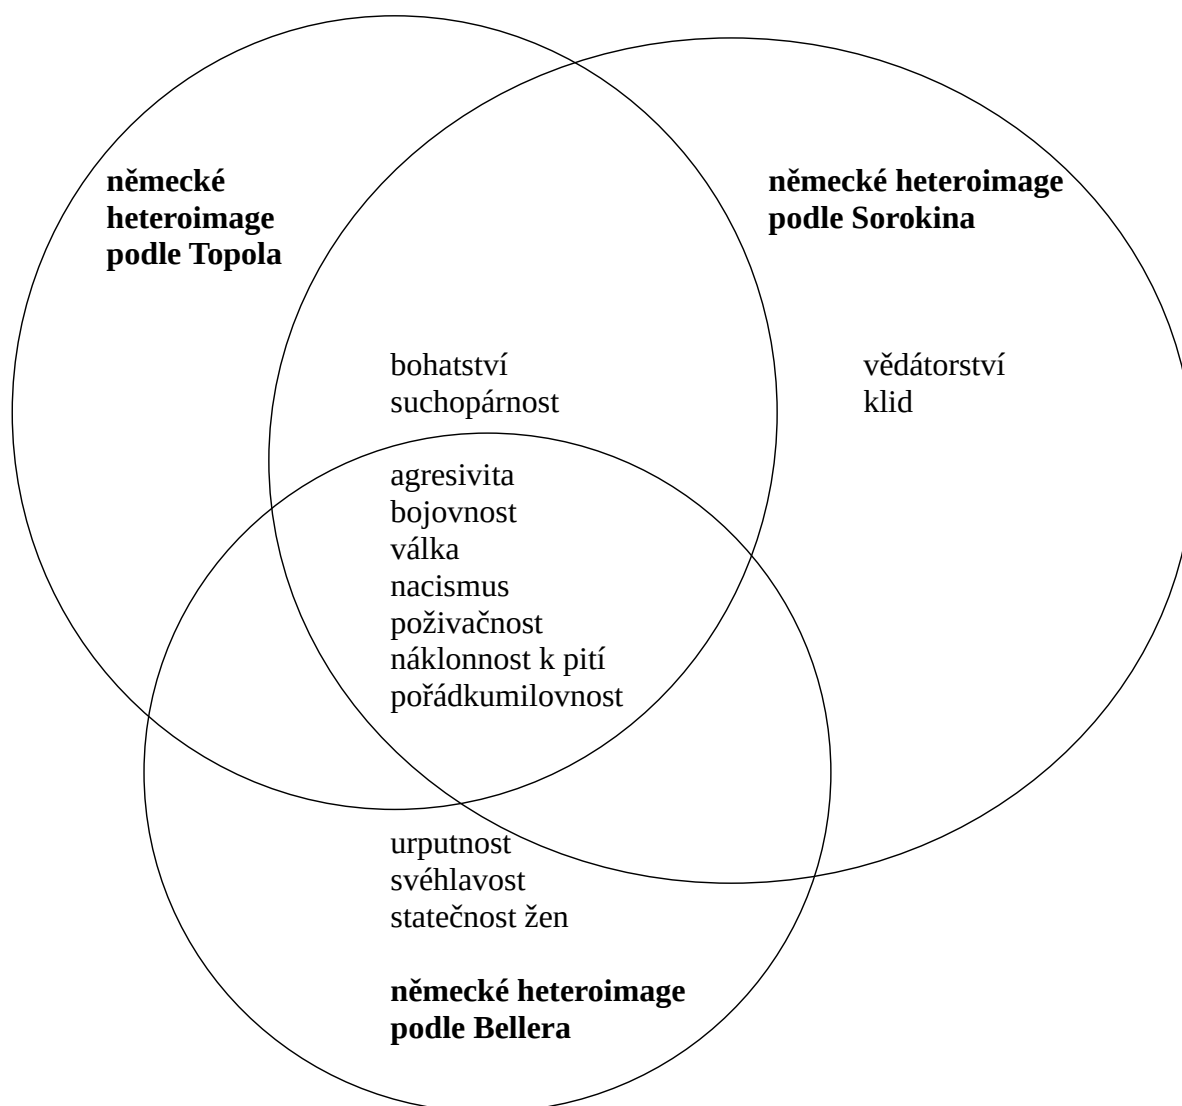 německé
heteroimage
podle Topola
německé heteroimage
podle Sorokina
bohatství
suchopárnost
vědátorství
klid
agresivita
bojovnost
válka
nacismus
poživačnost
náklonnost k pití
pořádkumilovnost
urputnost
svéhlavost
statečnost žen
německé heteroimage
podle Bellera